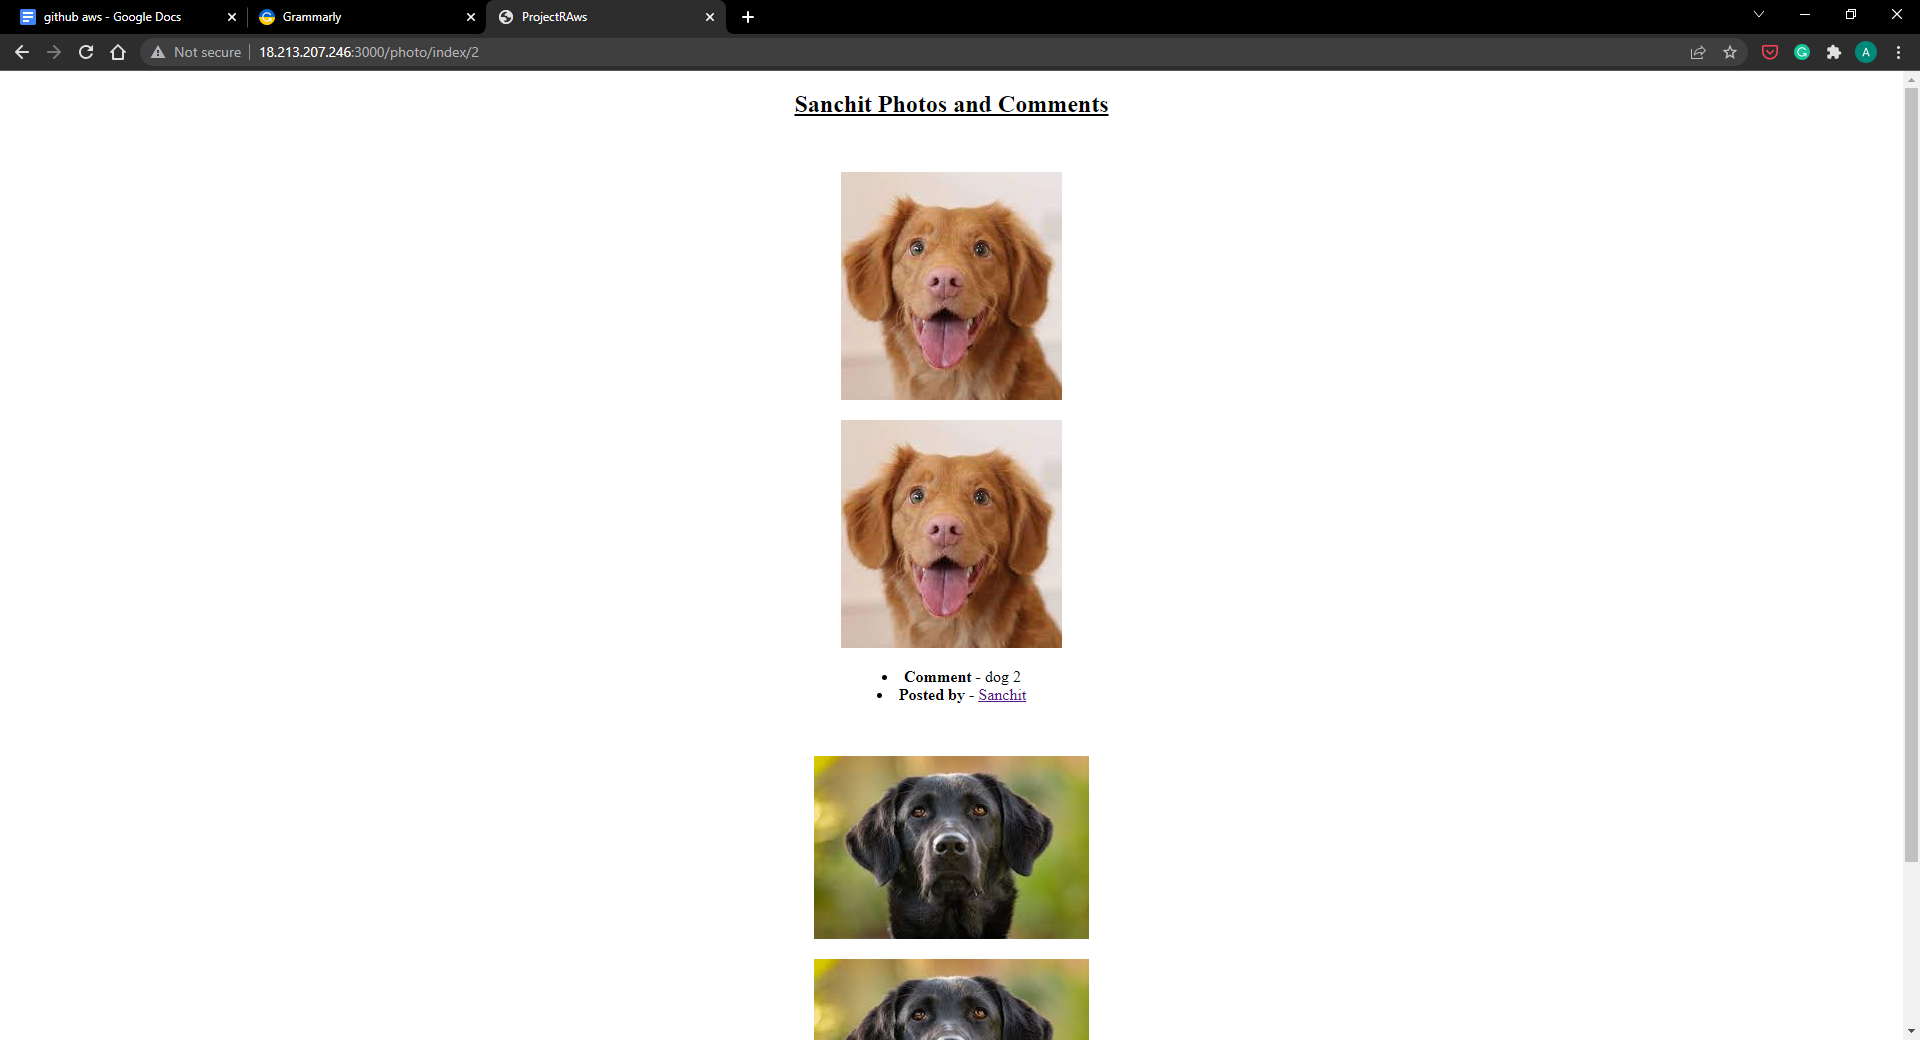 github aws - Google Docs
Grammarly
ProjectRAws
Not secure
18.213.207.246:3000/photo/index/2
A
Sanchit Photos and Comments
Comment - dog 2
Posted by - Sanchit